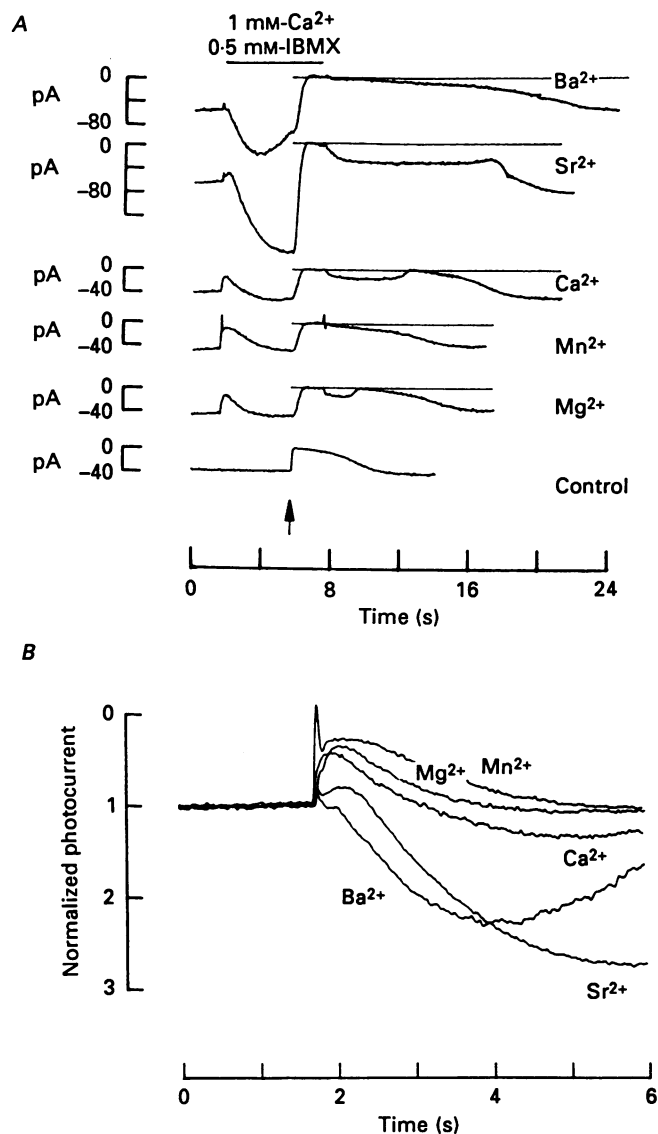 A
1 mM-Ca2+
0·5 mM-IBMX
0
pA
−80
Ba2+
0
pA
−80
Sr2+
0
pA
−40
Ca2+
0
pA
−40
Mn2+
0
pA
−40
Mg2+
0
pA
−40
Control
0 8 16 24
Time (s)
B
Normalized photocurrent
0
1
2
3
Mg2+ Mn2+
Ca2+
Ba2+
Sr2+
0 2 4 6
Time (s)